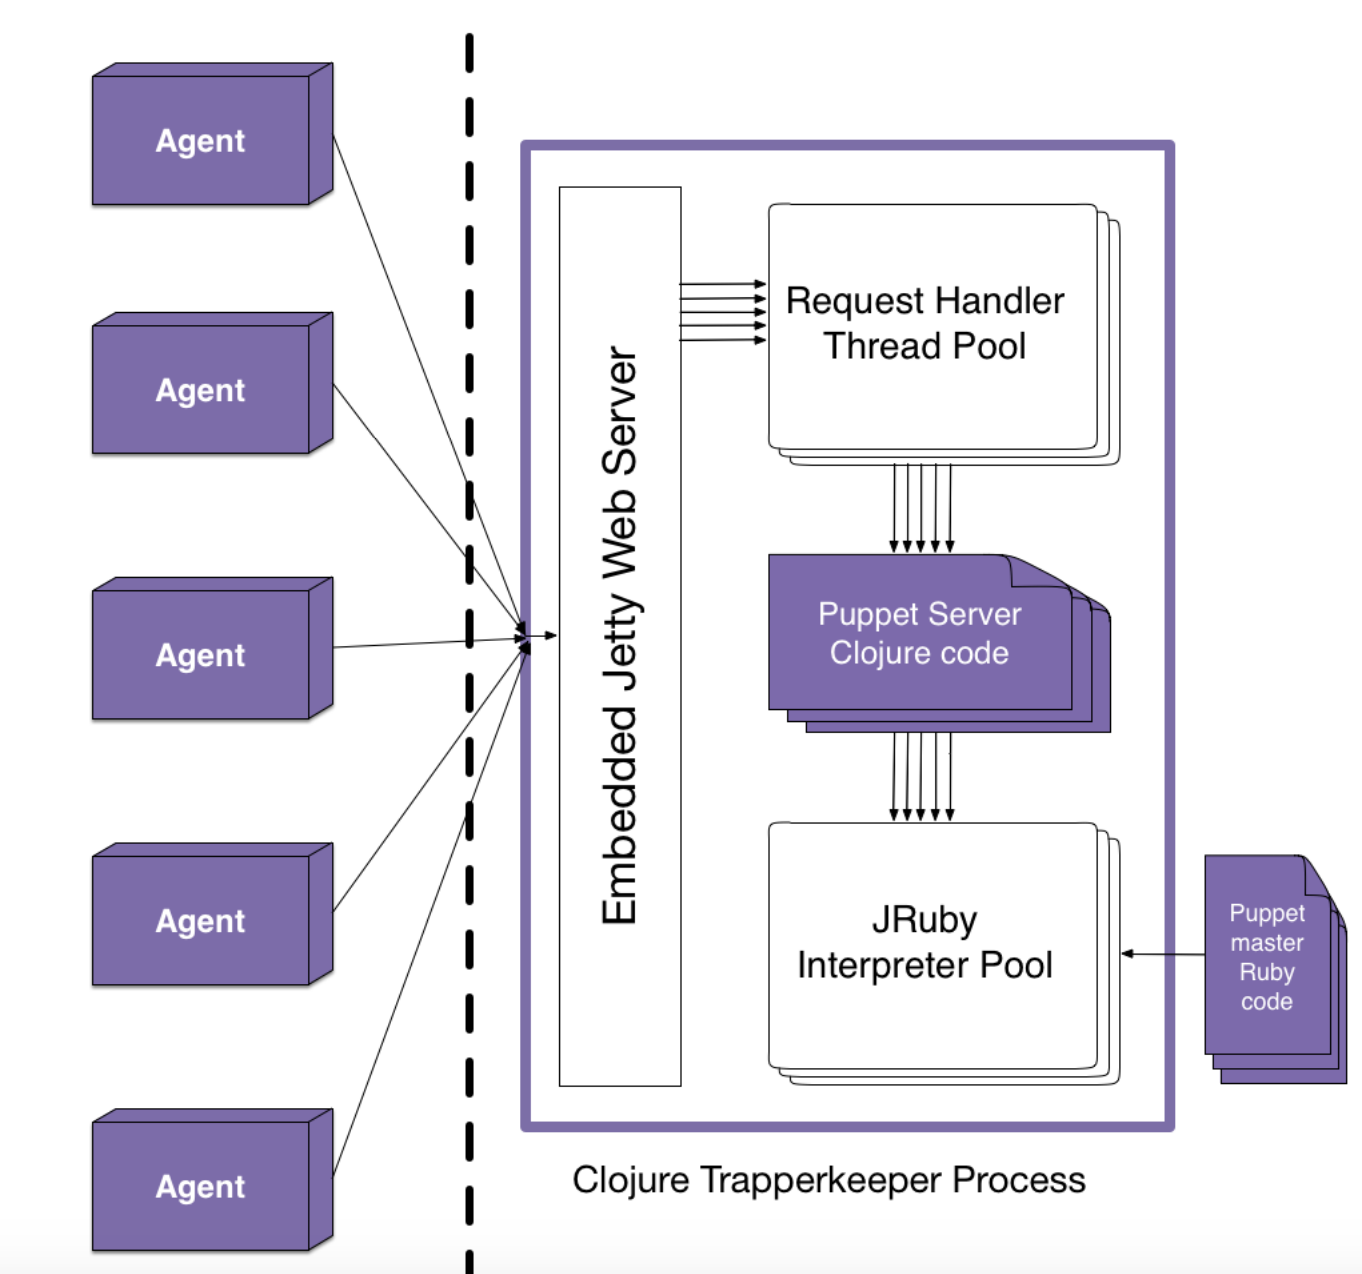 Agent
Agent
Agent
Agent
Agent
Embedded Jetty Web Server
Request Handler
Thread Pool
Puppet Server
Clojure code
JRuby
Interpreter Pool
Puppet
master
Ruby
code
Clojure Trapperkeeper Process